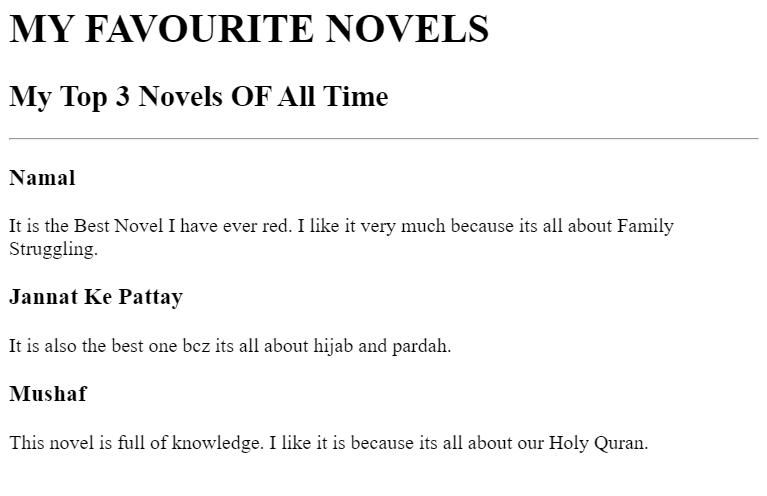 MY FAVOURITE NOVELS
My Top 3 Novels OF All Time
Namal
It is the Best Novel I have ever red. I like it very much because its all about Family
Struggling.
Jannat Ke Pattay
It is also the best one bcz its all about hijab and pardah.
Mushaf
This novel is full of knowledge. I like it is because its all about our Holy Quran.